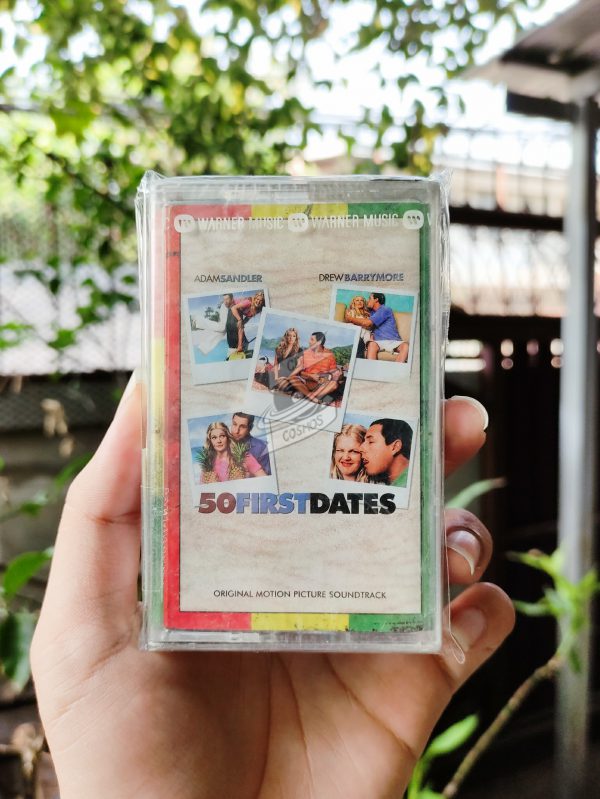 WARNER MUSIC WARNER MUSIC
ADAMSANDLER DREWBARRYMORE
COSMOS
50FIRSTDATES
ORIGINAL MOTION PICTURE SOUNDTRACK